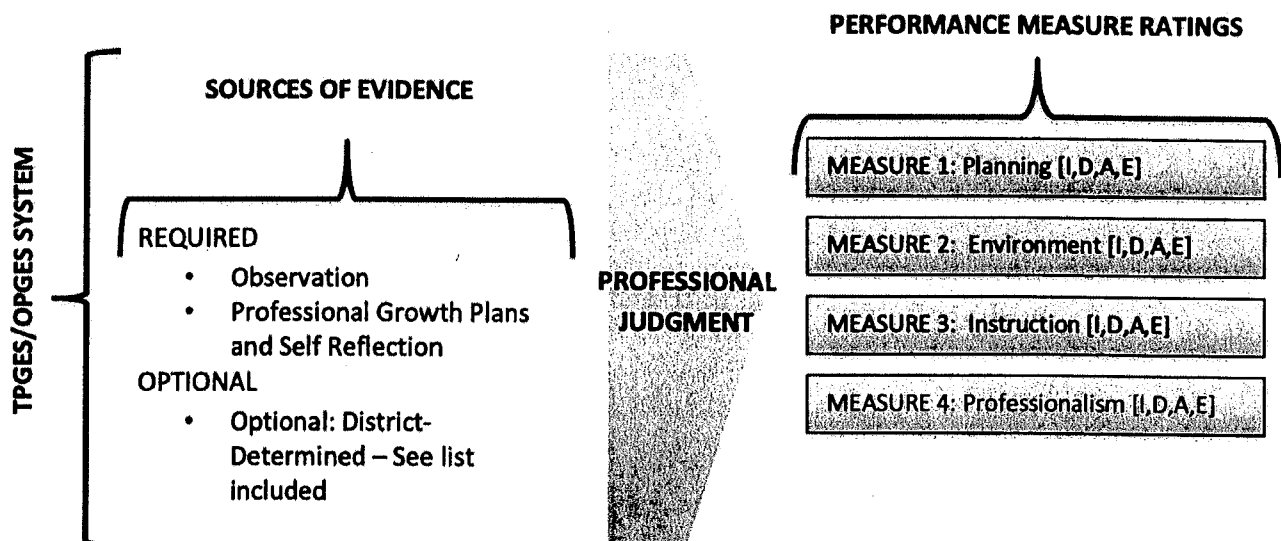 TPGES/OPGES SYSTEM
SOURCES OF EVIDENCE
REQUIRED
• Observation
• Professional Growth Plans
and Self Reflection
OPTIONAL
• Optional: District-
Determined – See list
included
PROFESSIONAL
JUDGMENT
PERFORMANCE MEASURE RATINGS
MEASURE 1: Planning [I,D,A,E]
MEASURE 2: Environment [I,D,A,E]
MEASURE 3: Instruction [I,D,A,E]
MEASURE 4: Professionalism [I,D,A,E]